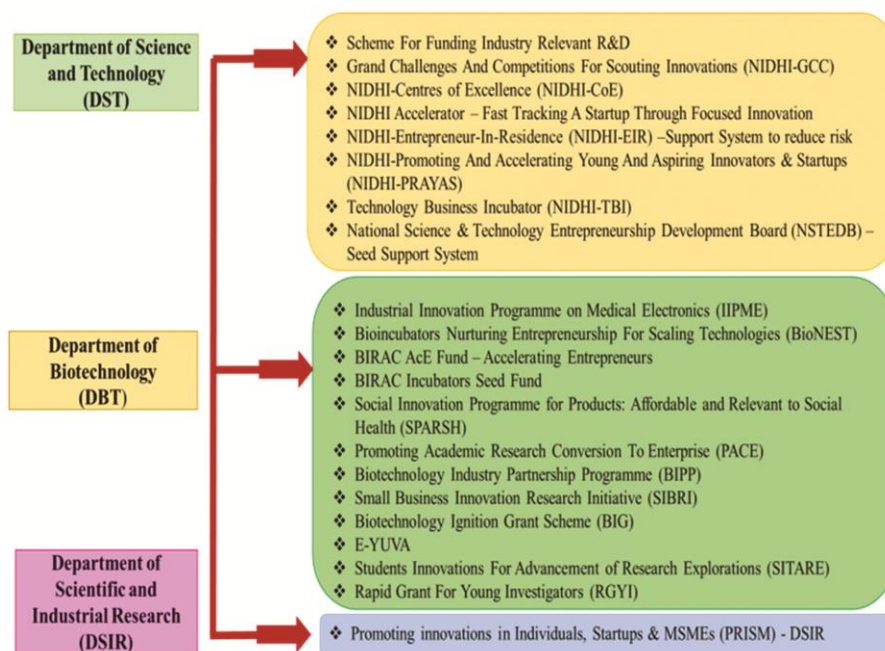 Department of Science
and Technology
(DST)
❖ Scheme For Funding Industry Relevant R&D
❖ Grand Challenges And Competitions For Scouting Innovations (NIDHI-GCC)
❖ NIDHI-Centres of Excellence (NIDHI-CoE)
❖ NIDHI Accelerator – Fast Tracking A Startup Through Focused Innovation
❖ NIDHI-Entrepreneur-In-Residence (NIDHI-EIR) –Support System to reduce risk
❖ NIDHI-Promoting And Accelerating Young And Aspiring Innovators & Startups
(NIDHI-PRAYAS)
❖ Technology Business Incubator (NIDHI-TBI)
❖ National Science & Technology Entrepreneurship Development Board (NSTEDB) –
Seed Support System
Department of
Biotechnology
(DBT)
❖ Industrial Innovation Programme on Medical Electronics (IIPME)
❖ Bioincubators Nurturing Entrepreneurship For Scaling Technologies (BioNEST)
❖ BIRAC AcE Fund – Accelerating Entrepreneurs
❖ BIRAC Incubators Seed Fund
❖ Social Innovation Programme for Products: Affordable and Relevant to Social
Health (SPARSH)
❖ Promoting Academic Research Conversion To Enterprise (PACE)
❖ Biotechnology Industry Partnership Programme (BIPP)
❖ Small Business Innovation Research Initiative (SIBRI)
❖ Biotechnology Ignition Grant Scheme (BIG)
❖ E-YUVA
❖ Students Innovations For Advancement of Research Explorations (SITARE)
❖ Rapid Grant For Young Investigators (RGYI)
Department of
Scientific and
Industrial Research
(DSIR)
❖ Promoting innovations in Individuals, Startups & MSMEs (PRISM) - DSIR